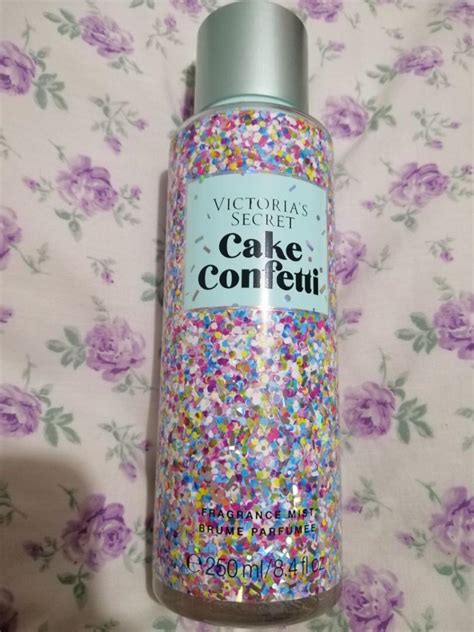 VICTORIA'S
SECRET
Cake
Confetti
FRAGRANCE MIST
BRUME PARFUMÉE
℮250 ml/8.4 fl oz